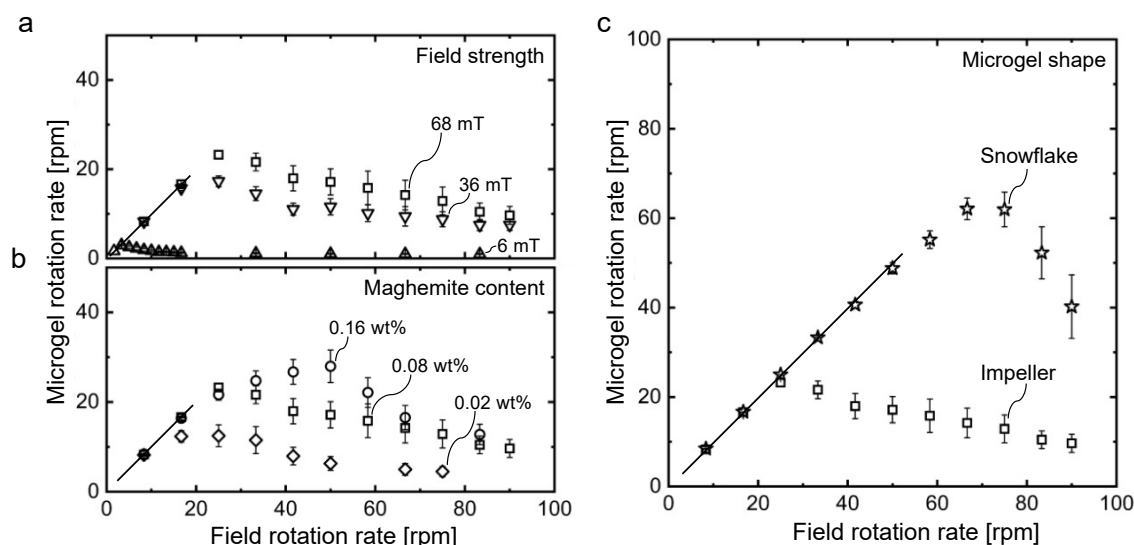 a
Field strength
40
68 mT
20
36 mT
6 mT
0
b
Maghemite content
40
0.16 wt%
0.08 wt%
20
0.02 wt%
0
0 20 40 60 80 100
Field rotation rate [rpm]
Microgel rotation rate [rpm]
c
100
Microgel shape
80
Snowflake
60
40
Impeller
20
0
0 20 40 60 80 100
Field rotation rate [rpm]
Microgel rotation rate [rpm]